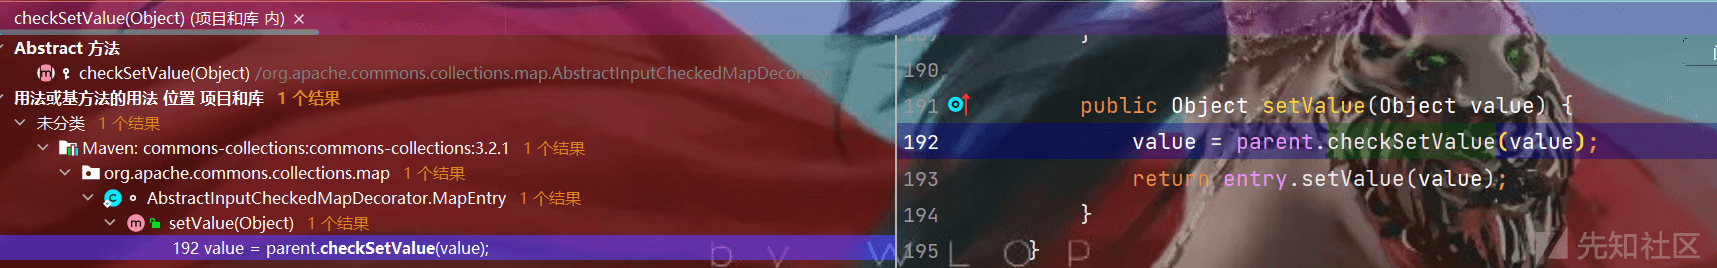 checkSetValue(Object) (项目和库 内) ×
Abstract 方法
checkSetValue(Object) /org.apache.commons.collections.map.AbstractInputCheckedMapDecorator
用法或基方法的用法 位置 项目和库 1 个结果
未分类 1 个结果
Maven: commons-collections:commons-collections:3.2.1 1 个结果
org.apache.commons.collections.map 1 个结果
AbstractInputCheckedMapDecorator.MapEntry 1 个结果
setValue(Object) 1 个结果
192 value = parent.checkSetValue(value);
}
190
191 public Object setValue(Object value) {
192 value = parent.checkSetValue(value);
193 return entry.setValue(value);
194 }
195 }
by WLOP
先知社区